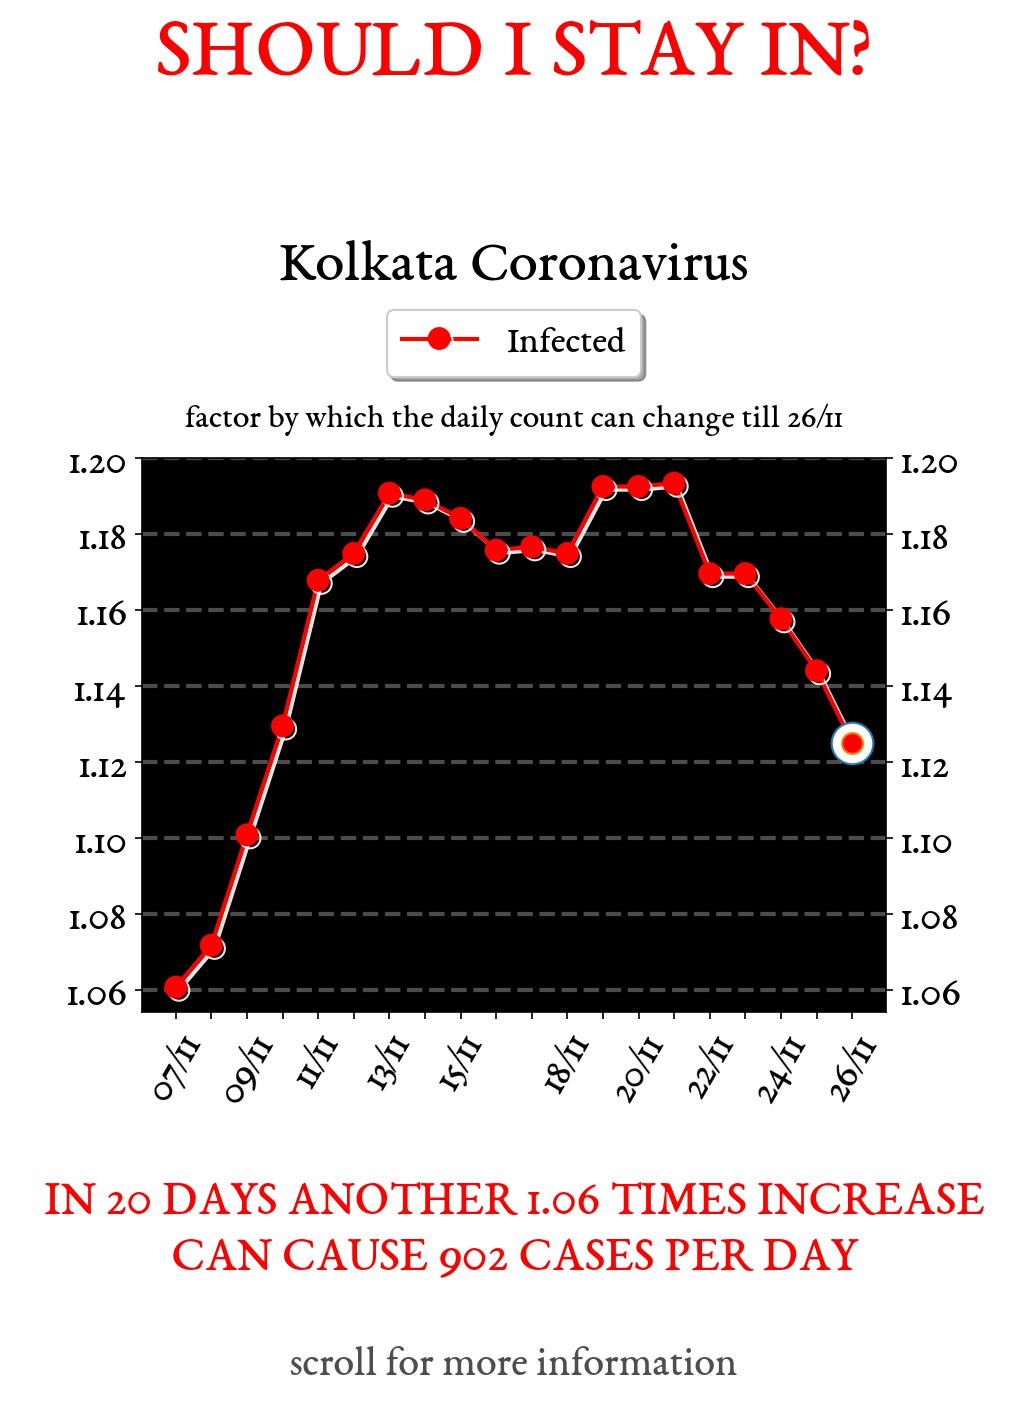 SHOULD I STAY IN?
Kolkata Coronavirus
Infected
factor by which the daily count can change till 26/11
1.20 1.20
1.18 1.18
1.16 1.16
1.14 1.14
1.12 1.12
1.10 1.10
1.08 1.08
1.06 1.06
07/11 09/11 11/11 13/11 15/11 18/11 20/11 22/11 24/11 26/11
IN 20 DAYS ANOTHER 1.06 TIMES INCREASE
CAN CAUSE 902 CASES PER DAY
scroll for more information